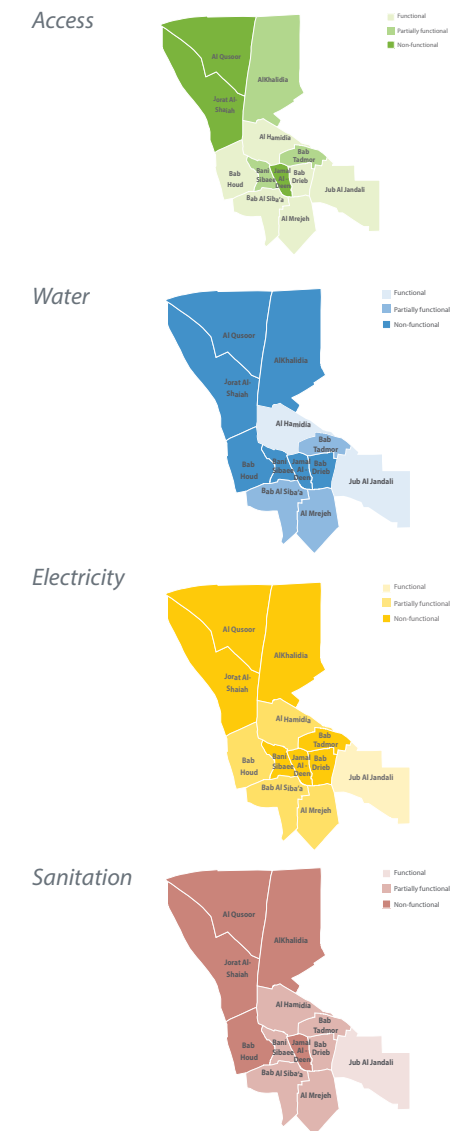 Access
Functional
Partially functional
Non-functional
Al Qusoor
AlKhalidia
Jorat Al-
Shaiah
Al Hamidia
Bab
Tadmor
Bab
Houd
Bani
Sibaee
Jamal
Al -
Deen
Bab
Drieb
Jub Al Jandali
Bab Al Siba'a
Al Mrejeh
Water
Functional
Partially functional
Non-functional
Al Qusoor
AlKhalidia
Jorat Al-
Shaiah
Al Hamidia
Bab
Tadmor
Bab
Houd
Bani
Sibaee
Jamal
Al -
Deen
Bab
Drieb
Jub Al Jandali
Bab Al Siba'a
Al Mrejeh
Electricity
Functional
Partially functional
Non-functional
Al Qusoor
AlKhalidia
Jorat Al-
Shaiah
Al Hamidia
Bab
Tadmor
Bab
Houd
Bani
Sibaee
Jamal
Al -
Deen
Bab
Drieb
Jub Al Jandali
Bab Al Siba'a
Al Mrejeh
Sanitation
Functional
Partially functional
Non-functional
Al Qusoor
AlKhalidia
Jorat Al-
Shaiah
Al Hamidia
Bab
Tadmor
Bab
Houd
Bani
Sibaee
Jamal
Al -
Deen
Bab
Drieb
Jub Al Jandali
Bab Al Siba'a
Al Mrejeh